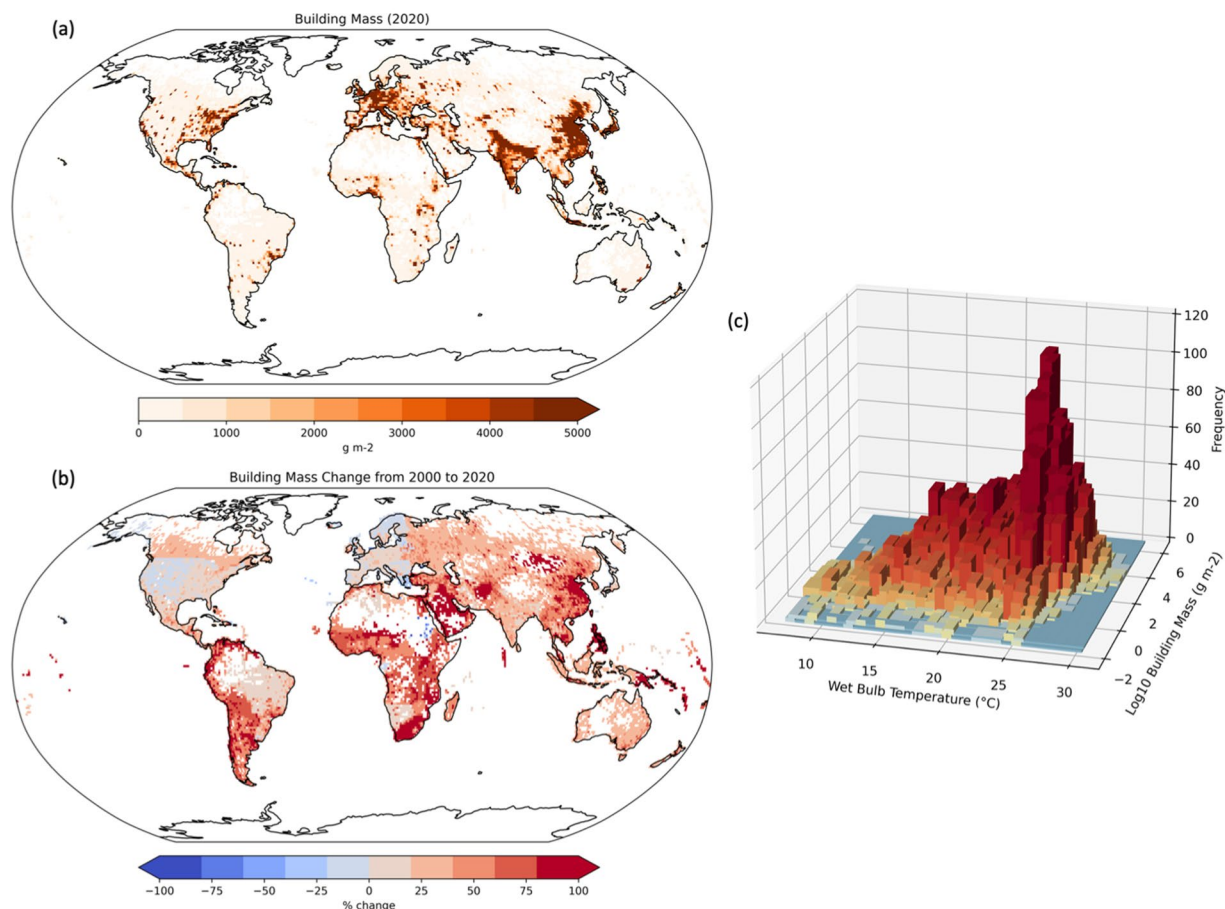 (a)
Building Mass (2020)
0 1000 2000 3000 4000 5000
g m-2
(b)
Building Mass Change from 2000 to 2020
−100 −75 −50 −25 0 25 50 75 100
% change
(c)
120
100
80
60
40
20
0
Frequency
6
4
2
0
−2
Log10 Building Mass (g m-2)
10 15 20 25 30
Wet Bulb Temperature (°C)